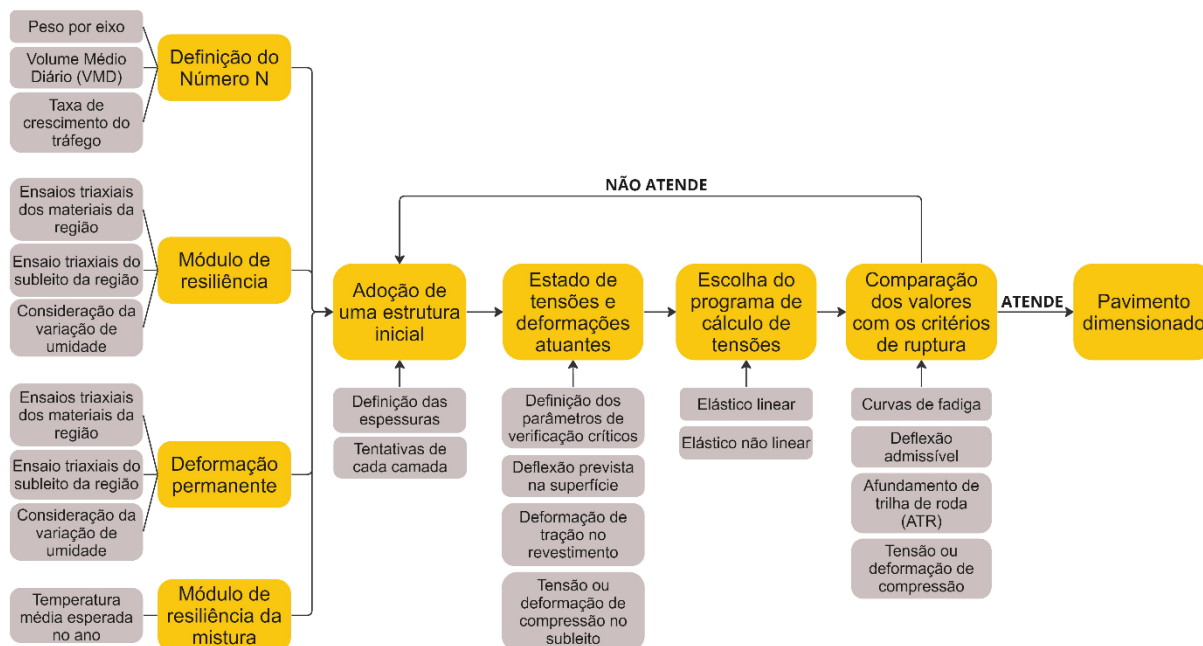 Peso por eixo
Volume Médio
Diário (VMD)
Taxa de
crescimento do
tráfego
Definição do
Número N
Ensaios triaxiais
dos materiais da
região
Ensaio triaxiais do
subleito da região
Consideração da
variação de
umidade
Módulo de
resiliência
Ensaios triaxiais
dos materiais da
região
Ensaio triaxiais do
subleito da região
Consideração da
variação de
umidade
Deformação
permanente
Temperatura
média esperada
no ano
Módulo de
resiliência da
mistura
NÃO ATENDE
Adoção de
uma estrutura
inicial
Definição das
espessuras
Tentativas de
cada camada
Estado de
tensões e
deformações
atuantes
Definição dos
parâmetros de
verificação críticos
Deflexão prevista
na superfície
Deformação de
tração no
revestimento
Tensão ou
deformação de
compressão no
subleito
Escolha do
programa de
cálculo de
tensões
Elástico linear
Elástico não linear
Comparação
dos valores
com os critérios
de ruptura
Curvas de fadiga
Deflexão
admissível
Afundamento de
trilha de roda
(ATR)
Tensão ou
deformação de
compressão
ATENDE
Pavimento
dimensionado